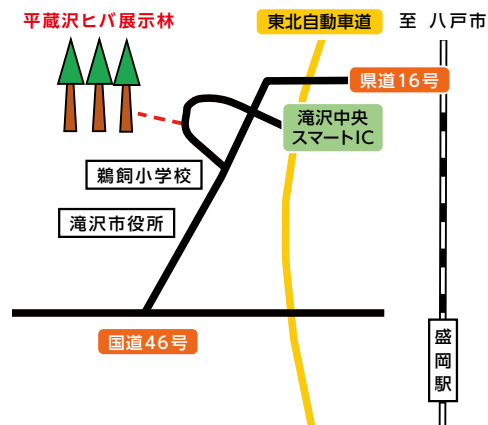 平蔵沢ヒバ展示林
東北自動車道
至 八戸市
県道16号
滝沢中央
スマートIC
鵜飼小学校
滝沢市役所
国道46号
盛岡駅